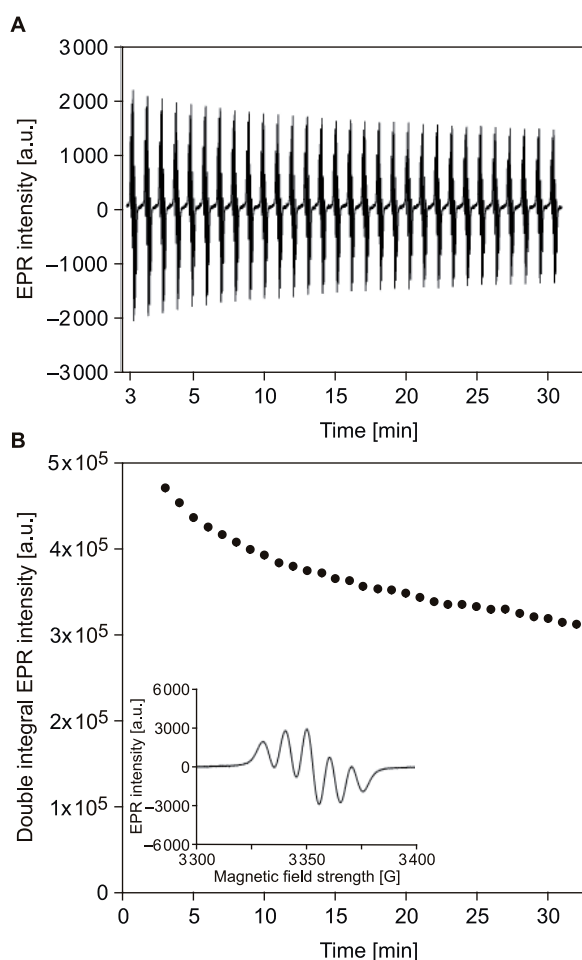 A
3000
2000
1000
0
−1000
−2000
−3000
EPR intensity [a.u.]
3 5 10 15 20 25 30
Time [min]
B
5x10⁵
4x10⁵
3x10⁵
2x10⁵
1x10⁵
0
Double integral EPR intensity [a.u.]
6000
3000
0
−3000
−6000
EPR intensity [a.u.]
3300 3350 3400
Magnetic field strength [G]
0 5 10 15 20 25 30
Time [min]